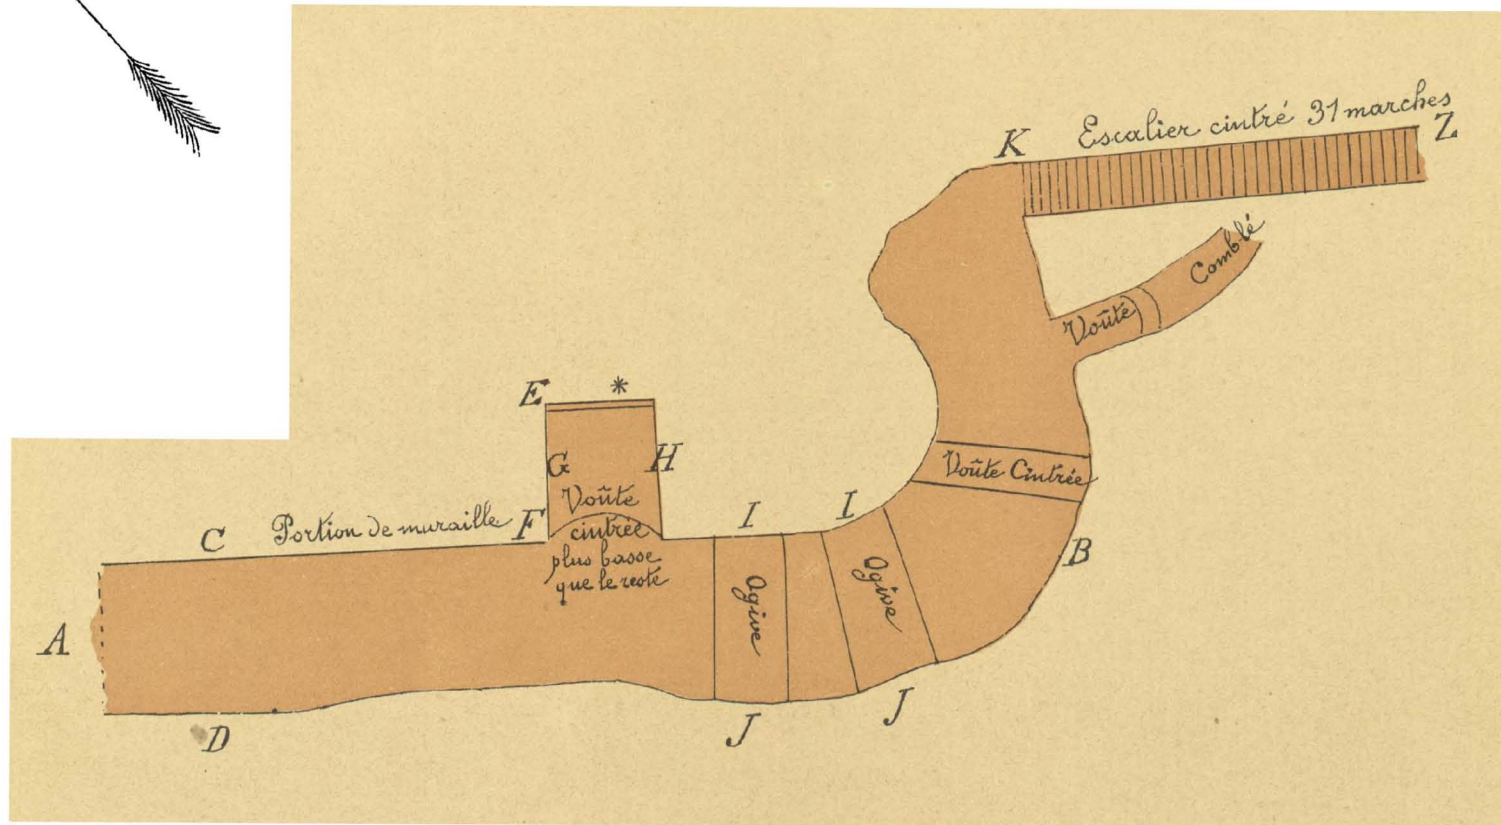 K Escalier cintré 31 marches Z
Comblé
Voûté
E *
G H
Voûte Cintrée
Voûte
cintrée
plus basse
que le reste
C Portion de muraille F I I
B
Ogive Ogive
A
D J J